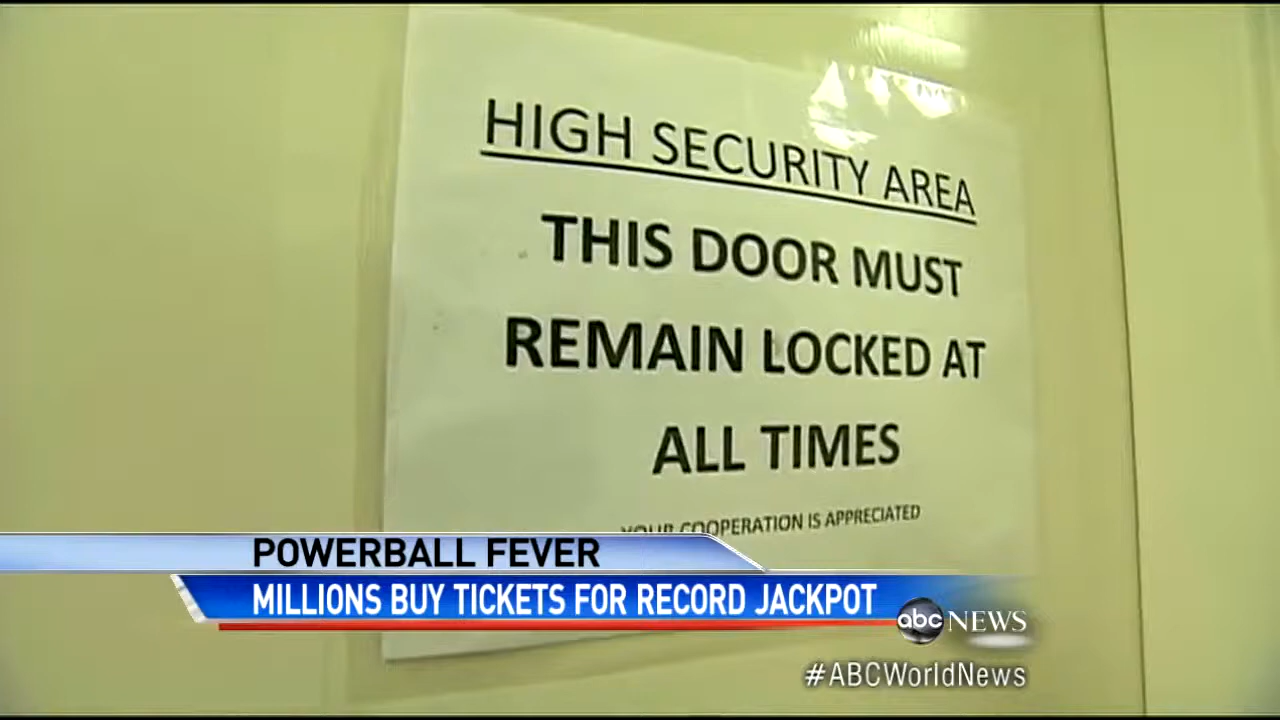 HIGH SECURITY AREA
THIS DOOR MUST
REMAIN LOCKED AT
ALL TIMES
YOUR COOPERATION IS APPRECIATED
POWERBALL FEVER
MILLIONS BUY TICKETS FOR RECORD JACKPOT
abc NEWS
#ABCWorldNews